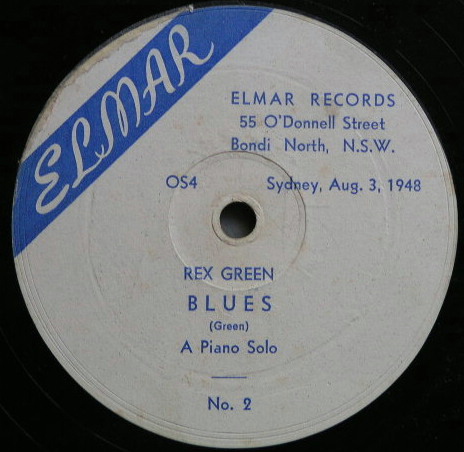 ELMAR
ELMAR RECORDS
55 O'Donnell Street
Bondi North, N.S.W.
OS4 Sydney, Aug. 3, 1948
REX GREEN
BLUES
(Green)
A Piano Solo
No. 2